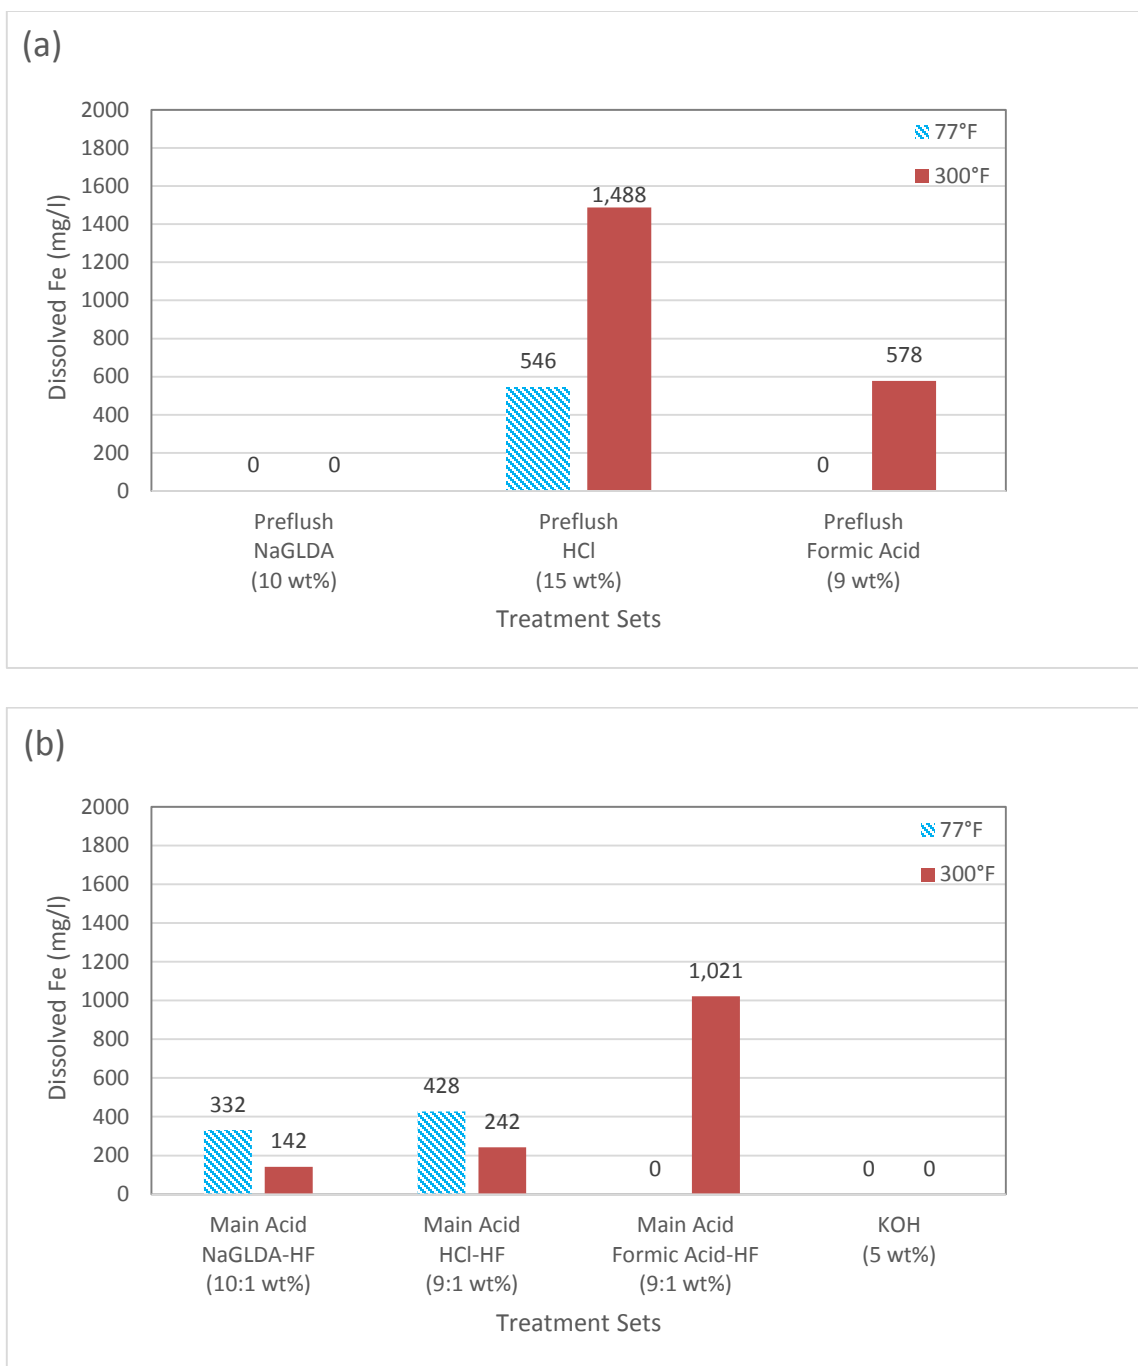 (a)
2000
1800
1600
1400
1200
1000
800
600
400
200
0
Dissolved Fe (mg/l)
77°F
300°F
0
0
546
1,488
0
578
Preflush
NaGLDA
(10 wt%)
Preflush
HCl
(15 wt%)
Preflush
Formic Acid
(9 wt%)
Treatment Sets
(b)
2000
1800
1600
1400
1200
1000
800
600
400
200
0
Dissolved Fe (mg/l)
77°F
300°F
332
142
428
242
0
1,021
0
0
Main Acid
NaGLDA-HF
(10:1 wt%)
Main Acid
HCl-HF
(9:1 wt%)
Main Acid
Formic Acid-HF
(9:1 wt%)
KOH
(5 wt%)
Treatment Sets